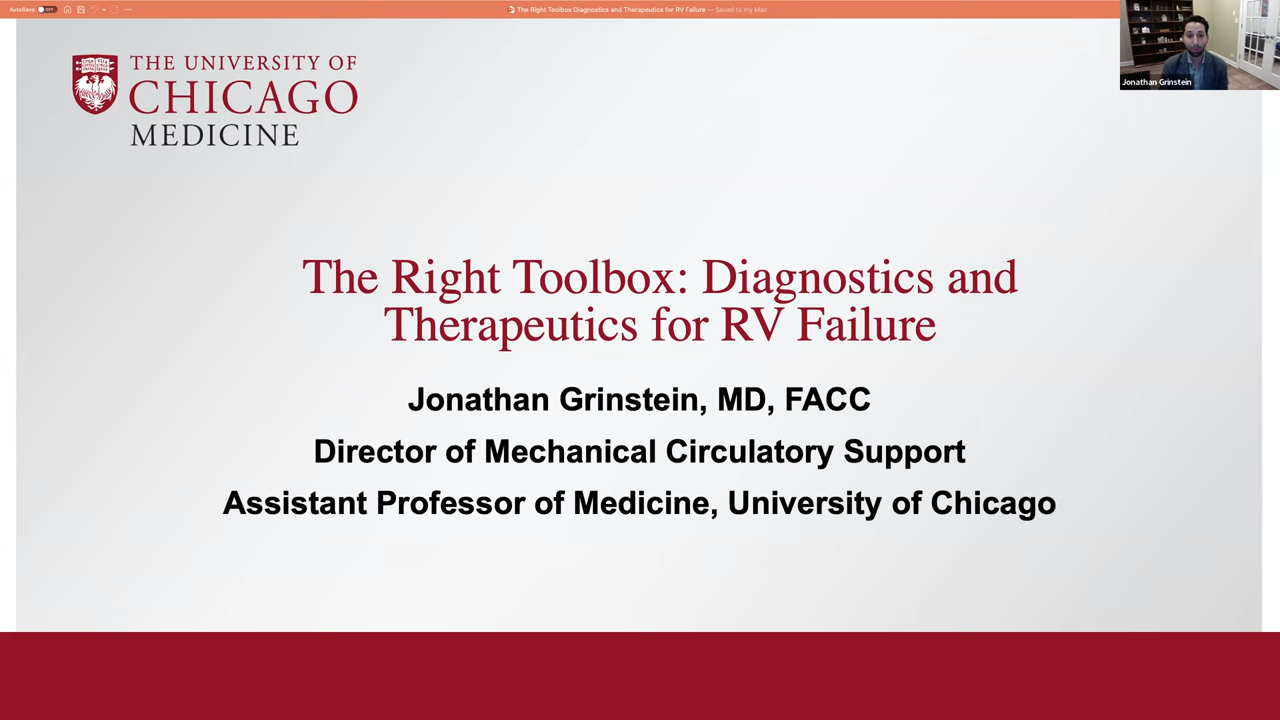 AutoSave OFF
The Right Toolbox Diagnostics and Therapeutics for RV Failure — Saved to my Mac
Jonathan Grinstein
THE UNIVERSITY OF
CHICAGO
MEDICINE
The Right Toolbox: Diagnostics and
Therapeutics for RV Failure
Jonathan Grinstein, MD, FACC
Director of Mechanical Circulatory Support
Assistant Professor of Medicine, University of Chicago